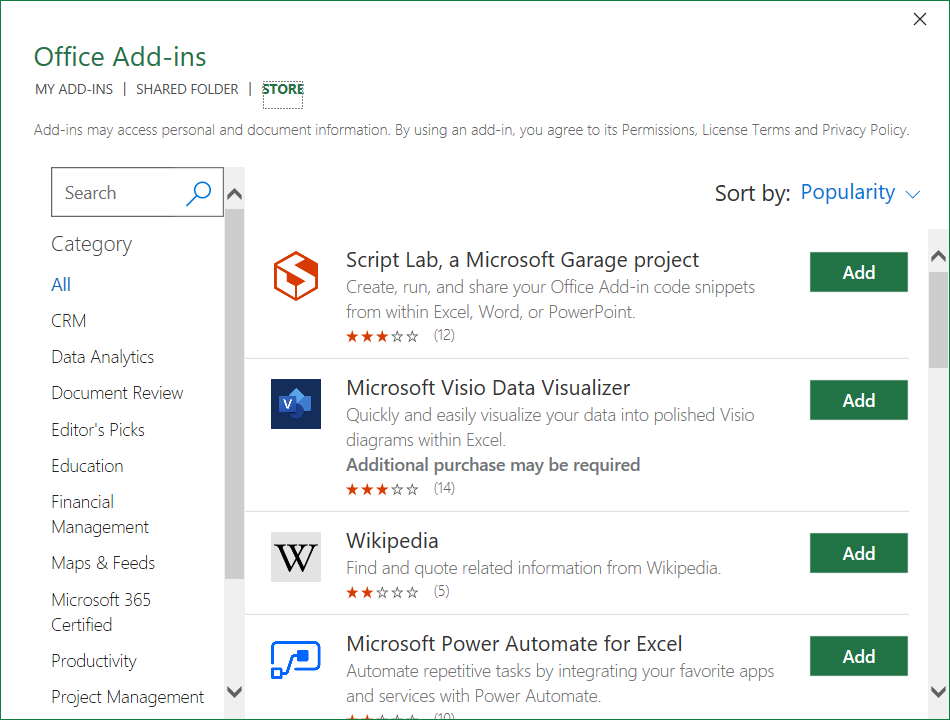 Office Add-ins
MY ADD-INS | SHARED FOLDER | STORE
Add-ins may access personal and document information. By using an add-in, you agree to its Permissions, License Terms and Privacy Policy.
Search
Sort by: Popularity
Category
All
CRM
Data Analytics
Document Review
Editor's Picks
Education
Financial
Management
Maps & Feeds
Microsoft 365
Certified
Productivity
Project Management
Script Lab, a Microsoft Garage project
Create, run, and share your Office Add-in code snippets
from within Excel, Word, or PowerPoint.
(12)
Add
Microsoft Visio Data Visualizer
Quickly and easily visualize your data into polished Visio
diagrams within Excel.
Additional purchase may be required
(14)
Add
V
W
Wikipedia
Find and quote related information from Wikipedia.
(5)
Add
Microsoft Power Automate for Excel
Automate repetitive tasks by integrating your favorite apps
and services with Power Automate.
Add